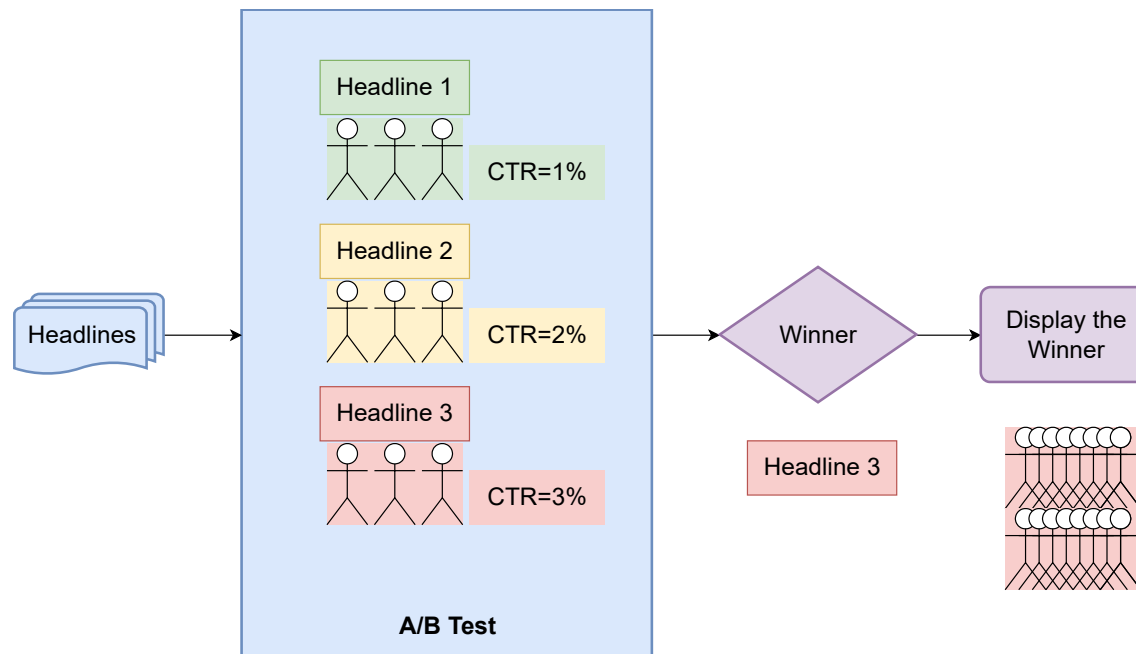 Headlines
Headline 1
CTR=1%
Headline 2
CTR=2%
Headline 3
CTR=3%
A/B Test
Winner
Headline 3
Display the
Winner